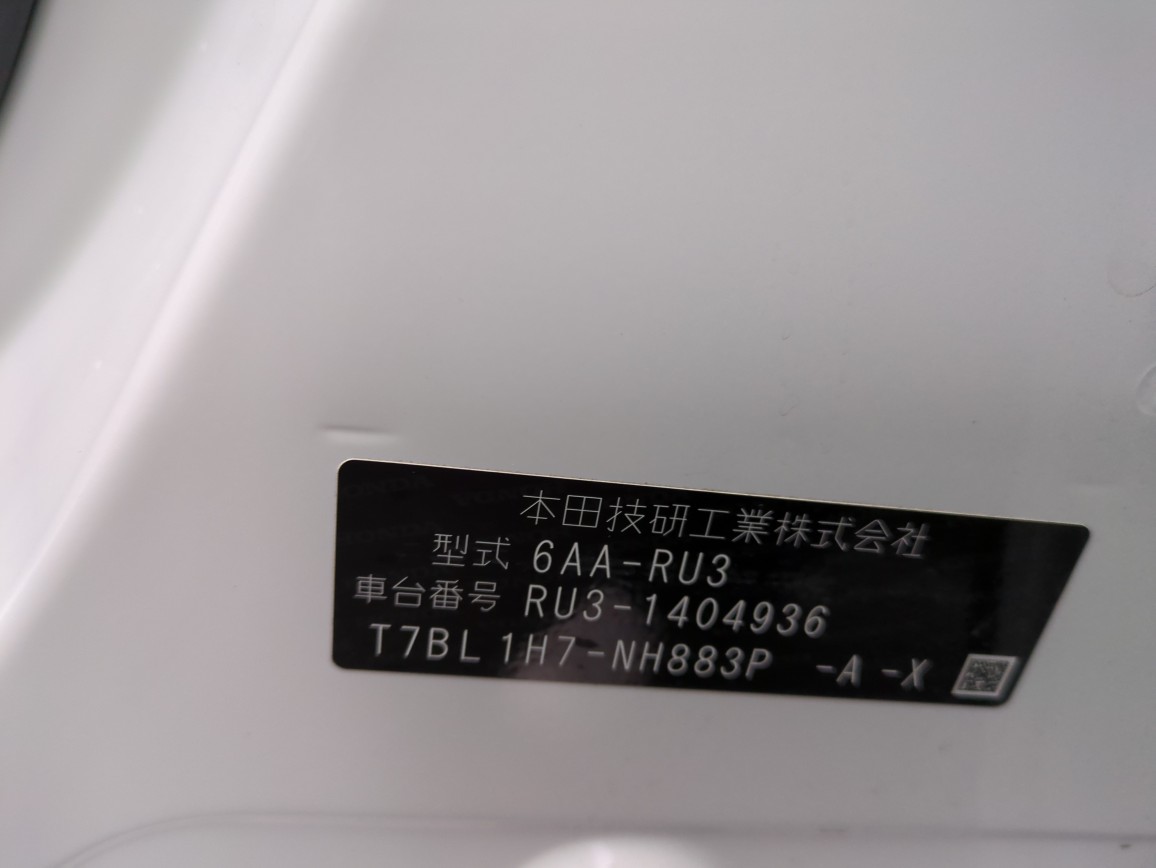 本田技研工業株式会社
型式 6AA-RU3
車台番号 RU3-1404936
T7BL 1H7-NH883P -A -X